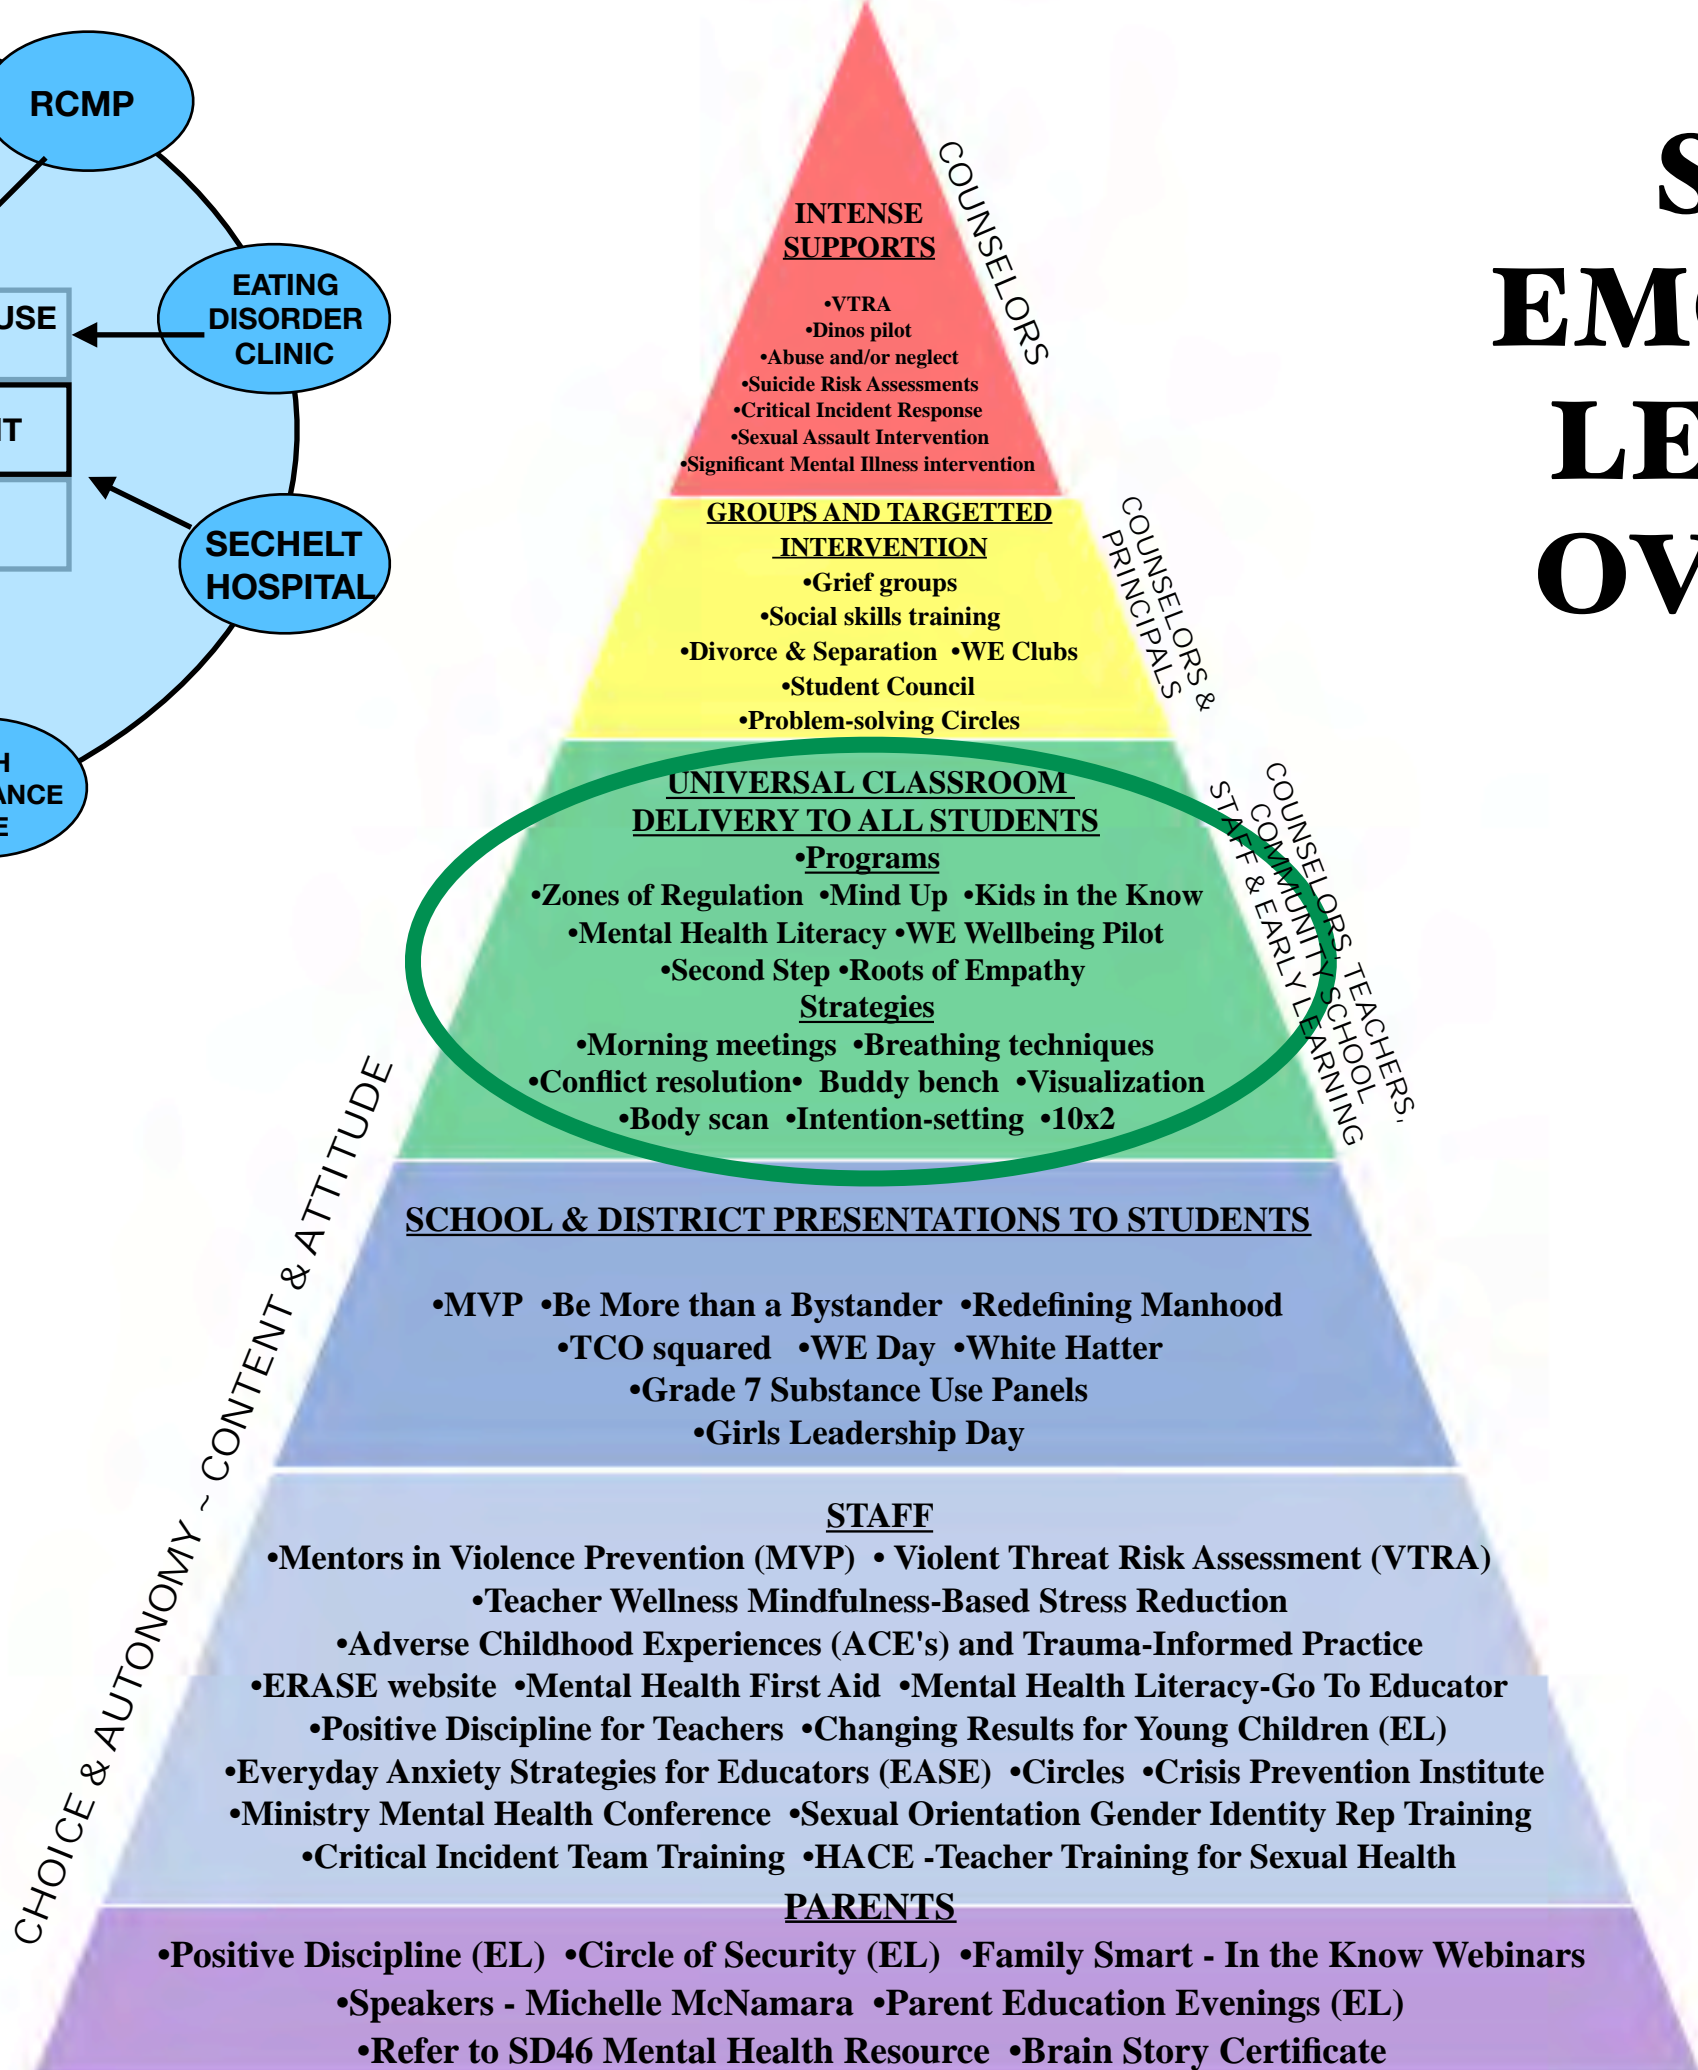 RCMP
EATING
DISORDER
CLINIC
SECHELT
HOSPITAL
COUNSELORS
INTENSE
SUPPORTS
•VTRA
•Dinos pilot
•Abuse and/or neglect
•Suicide Risk Assessments
•Critical Incident Response
•Sexual Assault Intervention
•Significant Mental Illness intervention
COUNSELORS &
PRINCIPALS
GROUPS AND TARGETTED
INTERVENTION
•Grief groups
•Social skills training
•Divorce & Separation •WE Clubs
•Student Council
•Problem-solving Circles
COUNSELORS, TEACHERS,
COMMUNITY SCHOOL
STAFF & EARLY LEARNING
UNIVERSAL CLASSROOM
DELIVERY TO ALL STUDENTS
•Programs
•Zones of Regulation •Mind Up •Kids in the Know
•Mental Health Literacy •WE Wellbeing Pilot
•Second Step •Roots of Empathy
Strategies
•Morning meetings •Breathing techniques
•Conflict resolution• Buddy bench •Visualization
•Body scan •Intention-setting •10x2
CHOICE & AUTONOMY ~ CONTENT & ATTITUDE
SCHOOL & DISTRICT PRESENTATIONS TO STUDENTS
•MVP •Be More than a Bystander •Redefining Manhood
•TCO squared •WE Day •White Hatter
•Grade 7 Substance Use Panels
•Girls Leadership Day
STAFF
•Mentors in Violence Prevention (MVP) • Violent Threat Risk Assessment (VTRA)
•Teacher Wellness Mindfulness-Based Stress Reduction
•Adverse Childhood Experiences (ACE's) and Trauma-Informed Practice
•ERASE website •Mental Health First Aid •Mental Health Literacy-Go To Educator
•Positive Discipline for Teachers •Changing Results for Young Children (EL)
•Everyday Anxiety Strategies for Educators (EASE) •Circles •Crisis Prevention Institute
•Ministry Mental Health Conference •Sexual Orientation Gender Identity Rep Training
•Critical Incident Team Training •HACE -Teacher Training for Sexual Health
PARENTS
•Positive Discipline (EL) •Circle of Security (EL) •Family Smart - In the Know Webinars
•Speakers - Michelle McNamara •Parent Education Evenings (EL)
•Refer to SD46 Mental Health Resource •Brain Story Certificate